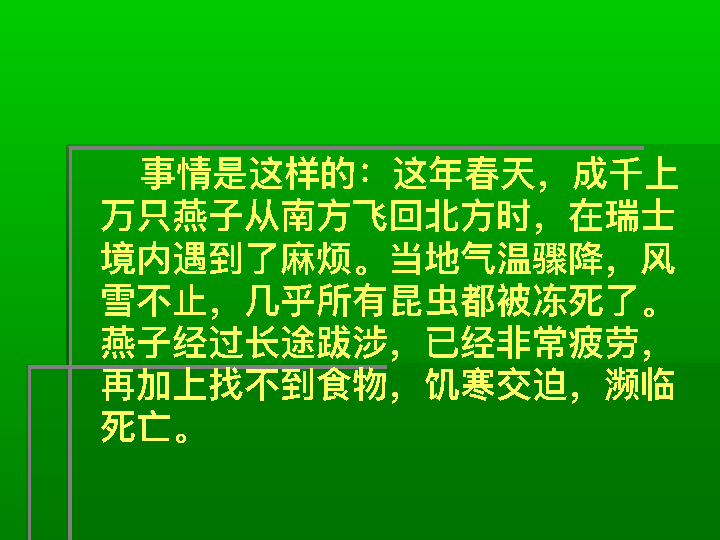 事情是这样的：这年春天，成千上
万只燕子从南方飞回北方时，在瑞士
境内遇到了麻烦。当地气温骤降，风
雪不止，几乎所有昆虫都被冻死了。
燕子经过长途跋涉，已经非常疲劳，
再加上找不到食物，饥寒交迫，濒临
死亡。